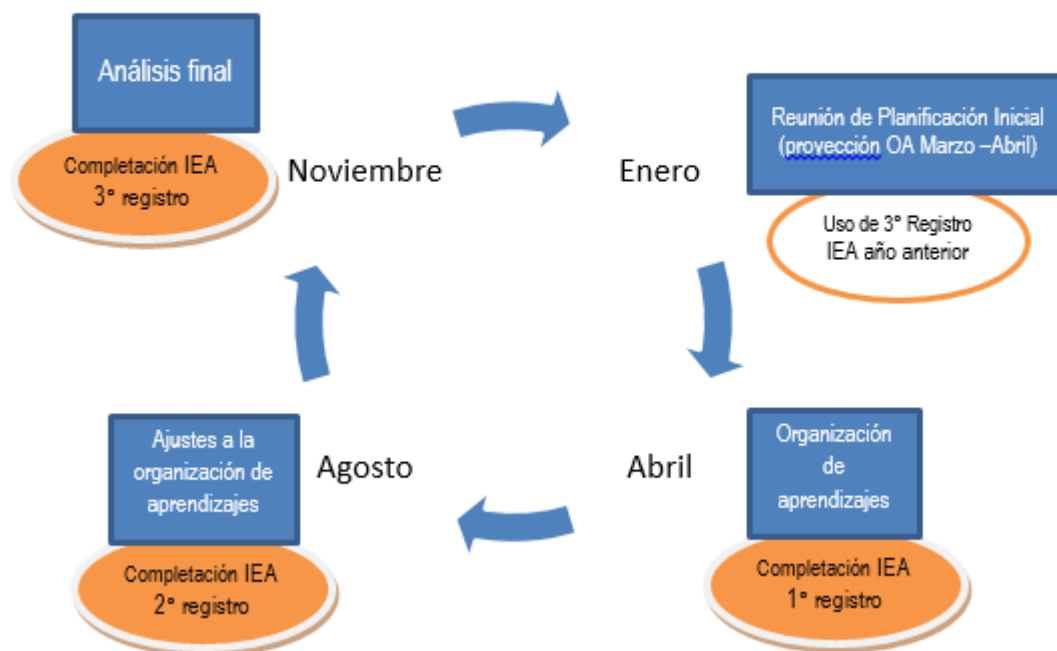 Análisis final
Completación IEA
3° registro
Noviembre
Enero
Reunión de Planificación Inicial
(proyección OA Marzo –Abril)
Uso de 3° Registro
IEA año anterior
Ajustes a la
organización de
aprendizajes
Completación IEA
2° registro
Agosto
Abril
Organización
de
aprendizajes
Completación IEA
1° registro